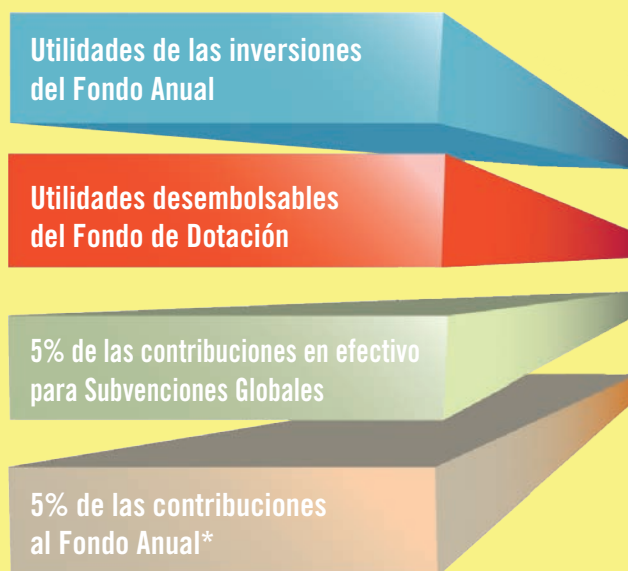 Utilidades de las inversiones
del Fondo Anual
Utilidades desembolsables
del Fondo de Dotación
5% de las contribuciones en efectivo
para Subvenciones Globales
5% de las contribuciones
al Fondo Anual*